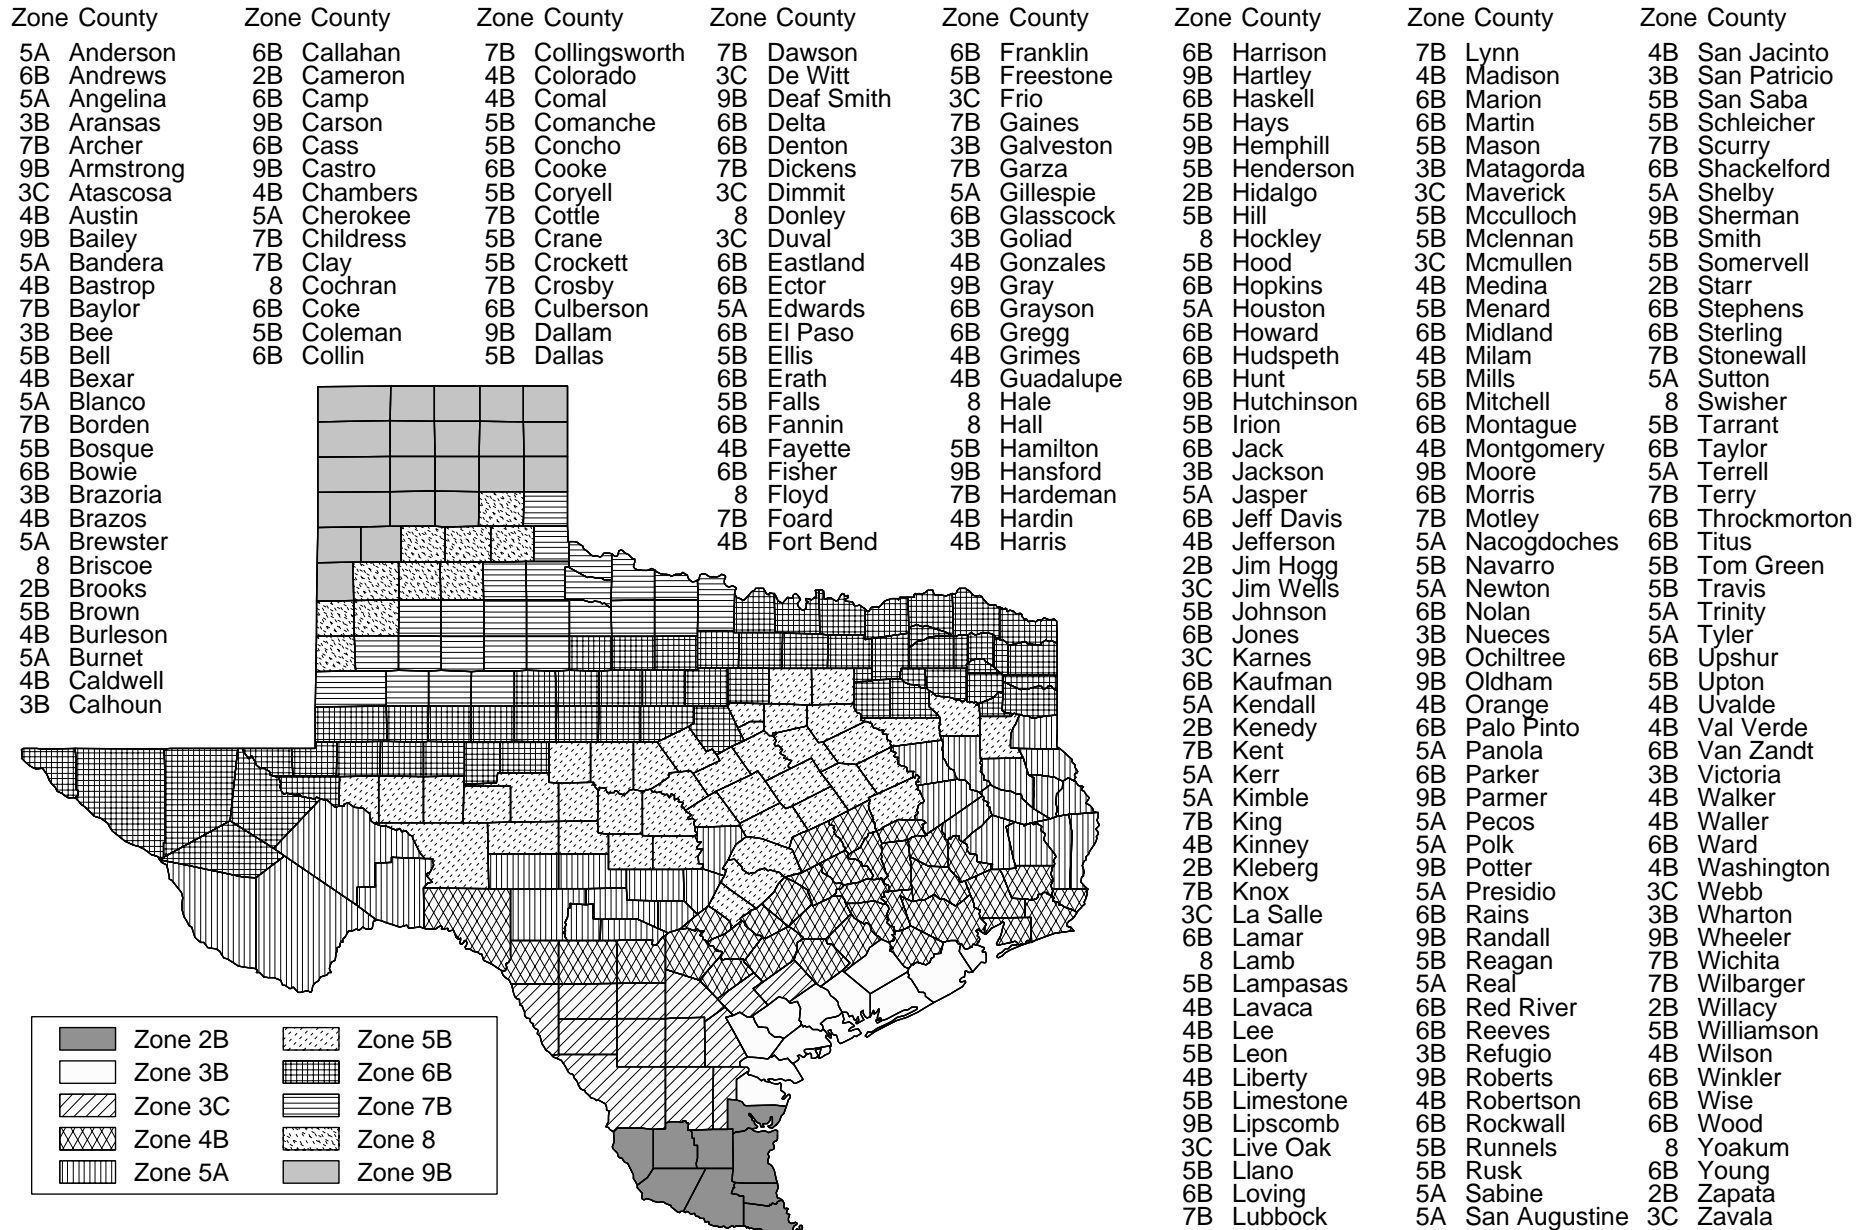 Zone County
5A Anderson
6B Andrews
5A Angelina
3B Aransas
7B Archer
9B Armstrong
3C Atascosa
4B Austin
9B Bailey
5A Bandera
4B Bastrop
7B Baylor
3B Bee
5B Bell
4B Bexar
5A Blanco
7B Borden
5B Bosque
6B Bowie
3B Brazoria
4B Brazos
5A Brewster
8 Briscoe
2B Brooks
5B Brown
4B Burleson
5A Burnet
4B Caldwell
3B Calhoun
Zone County
6B Callahan
2B Cameron
6B Camp
9B Carson
6B Cass
9B Castro
4B Chambers
5A Cherokee
7B Childress
7B Clay
8 Cochran
6B Coke
5B Coleman
6B Collin
Zone County
7B Collingsworth
4B Colorado
4B Comal
5B Comanche
5B Concho
6B Cooke
5B Coryell
7B Cottle
5B Crane
5B Crockett
7B Crosby
6B Culberson
9B Dallam
5B Dallas
Zone County
7B Dawson
3C De Witt
9B Deaf Smith
6B Delta
6B Denton
7B Dickens
3C Dimmit
8 Donley
3C Duval
6B Eastland
6B Ector
5A Edwards
6B El Paso
5B Ellis
6B Erath
5B Falls
6B Fannin
4B Fayette
6B Fisher
8 Floyd
7B Foard
4B Fort Bend
Zone County
6B Franklin
5B Freestone
3C Frio
7B Gaines
3B Galveston
7B Garza
5A Gillespie
6B Glasscock
3B Goliad
4B Gonzales
9B Gray
6B Grayson
6B Gregg
4B Grimes
4B Guadalupe
8 Hale
8 Hall
5B Hamilton
9B Hansford
7B Hardeman
4B Hardin
4B Harris
Zone County
6B Harrison
9B Hartley
6B Haskell
5B Hays
9B Hemphill
5B Henderson
2B Hidalgo
5B Hill
8 Hockley
5B Hood
6B Hopkins
5A Houston
6B Howard
6B Hudspeth
6B Hunt
9B Hutchinson
5B Irion
6B Jack
3B Jackson
5A Jasper
6B Jeff Davis
4B Jefferson
2B Jim Hogg
3C Jim Wells
5B Johnson
6B Jones
3C Karnes
6B Kaufman
5A Kendall
2B Kenedy
7B Kent
5A Kerr
5A Kimble
7B King
4B Kinney
2B Kleberg
7B Knox
3C La Salle
6B Lamar
8 Lamb
5B Lampasas
4B Lavaca
4B Lee
5B Leon
4B Liberty
5B Limestone
9B Lipscomb
3C Live Oak
5B Llano
6B Loving
7B Lubbock
Zone County
7B Lynn
4B Madison
6B Marion
6B Martin
5B Mason
3B Matagorda
3C Maverick
5B Mcculloch
5B Mclennan
3C Mcmullen
4B Medina
5B Menard
6B Midland
4B Milam
5B Mills
6B Mitchell
6B Montague
4B Montgomery
9B Moore
6B Morris
7B Motley
5A Nacogdoches
5B Navarro
5A Newton
6B Nolan
3B Nueces
9B Ochiltree
9B Oldham
4B Orange
6B Palo Pinto
5A Panola
6B Parker
9B Parmer
5A Pecos
5A Polk
9B Potter
5A Presidio
6B Rains
9B Randall
5B Reagan
5A Real
6B Red River
6B Reeves
3B Refugio
9B Roberts
4B Robertson
6B Rockwall
5B Runnels
5B Rusk
5A Sabine
5A San Augustine
Zone County
4B San Jacinto
3B San Patricio
5B San Saba
5B Schleicher
7B Scurry
6B Shackelford
5A Shelby
9B Sherman
5B Smith
5B Somervell
2B Starr
6B Stephens
6B Sterling
7B Stonewall
5A Sutton
8 Swisher
5B Tarrant
6B Taylor
5A Terrell
7B Terry
6B Throckmorton
6B Titus
5B Tom Green
5B Travis
5A Trinity
5A Tyler
6B Upshur
5B Upton
4B Uvalde
4B Val Verde
6B Van Zandt
3B Victoria
4B Walker
4B Waller
6B Ward
4B Washington
3C Webb
3B Wharton
9B Wheeler
7B Wichita
7B Wilbarger
2B Willacy
5B Williamson
4B Wilson
6B Winkler
6B Wise
6B Wood
8 Yoakum
6B Young
2B Zapata
3C Zavala
Zone 2B
Zone 3B
Zone 3C
Zone 4B
Zone 5A
Zone 5B
Zone 6B
Zone 7B
Zone 8
Zone 9B